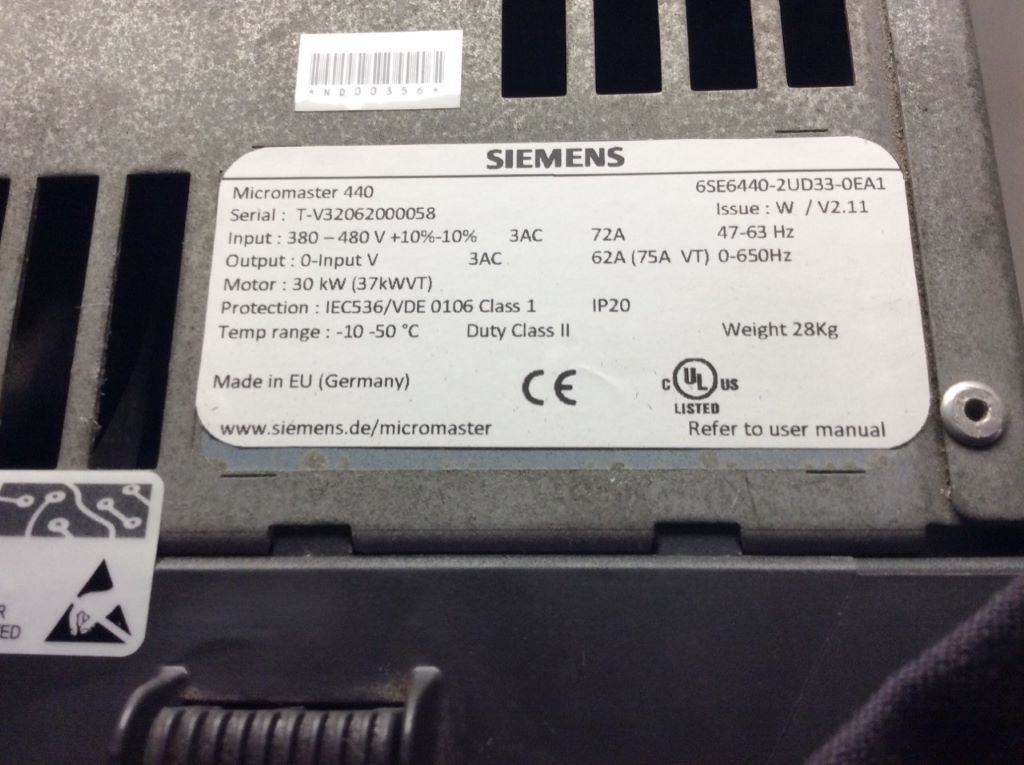 *ND00356*
SIEMENS
Micromaster 440 6SE6440-2UD33-0EA1
Serial : T-V32062000058 Issue : W / V2.11
Input : 380 – 480 V +10%-10% 3AC 72A 47-63 Hz
Output : 0-Input V 3AC 62A (75A VT) 0-650Hz
Motor : 30 kW (37kWVT)
Protection : IEC536/VDE 0106 Class 1 IP20
Temp range : -10 -50 °C Duty Class II Weight 28Kg
Made in EU (Germany) CE C UL US
LISTED
www.siemens.de/micromaster Refer to user manual
R
ED